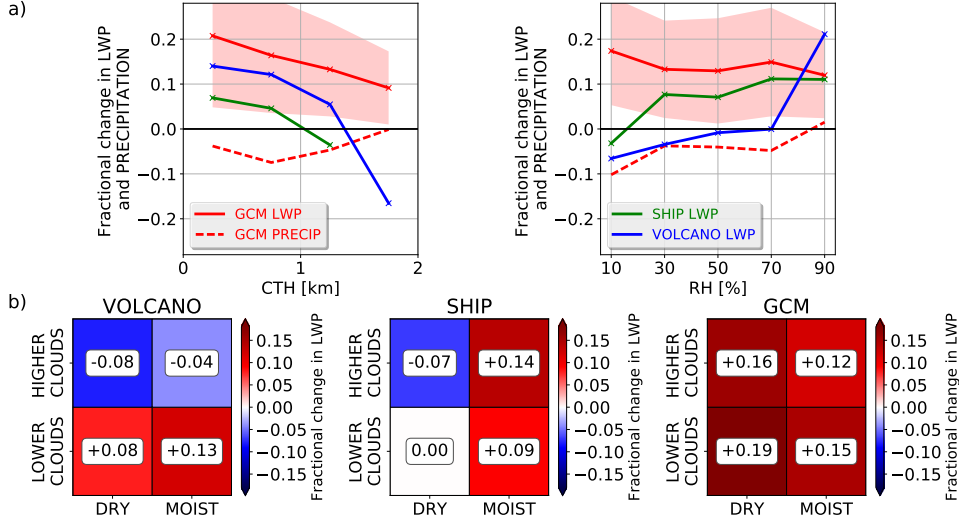 a)
Fractional change in LWP
and PRECIPITATION
0.2
0.1
0.0
−0.1
−0.2
GCM LWP
GCM PRECIP
0
1
2
CTH [km]
Fractional change in LWP
and PRECIPITATION
0.2
0.1
0.0
−0.1
−0.2
SHIP LWP
VOLCANO LWP
10
30
50
70
90
RH [%]
b)
VOLCANO
HIGHER
CLOUDS
LOWER
CLOUDS
-0.08
-0.04
+0.08
+0.13
DRY
MOIST
0.15
0.10
0.05
0.00
−0.05
−0.10
−0.15
Fractional change in LWP
SHIP
HIGHER
CLOUDS
LOWER
CLOUDS
-0.07
+0.14
0.00
+0.09
DRY
MOIST
0.15
0.10
0.05
0.00
−0.05
−0.10
−0.15
Fractional change in LWP
GCM
HIGHER
CLOUDS
LOWER
CLOUDS
+0.16
+0.12
+0.19
+0.15
DRY
MOIST
0.15
0.10
0.05
0.00
−0.05
−0.10
−0.15
Fractional change in LWP